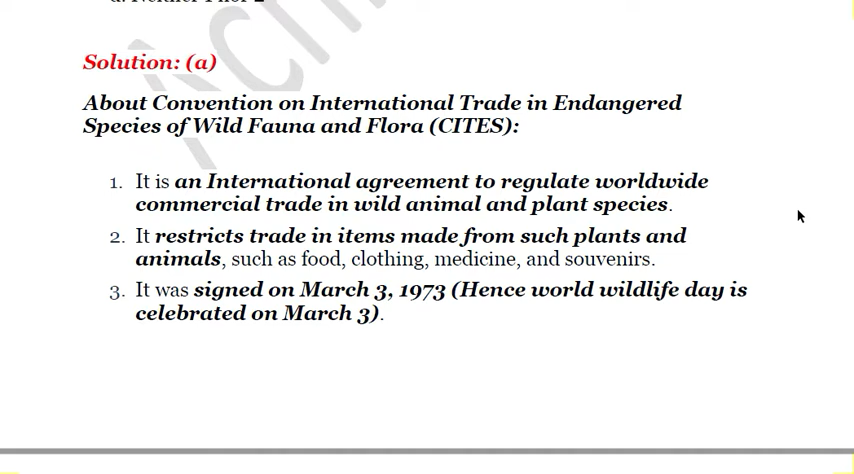 Solution: (a)
About Convention on International Trade in Endangered
Species of Wild Fauna and Flora (CITES):
1. It is an International agreement to regulate worldwide
commercial trade in wild animal and plant species.
2. It restricts trade in items made from such plants and
animals, such as food, clothing, medicine, and souvenirs.
3. It was signed on March 3, 1973 (Hence world wildlife day is
celebrated on March 3).